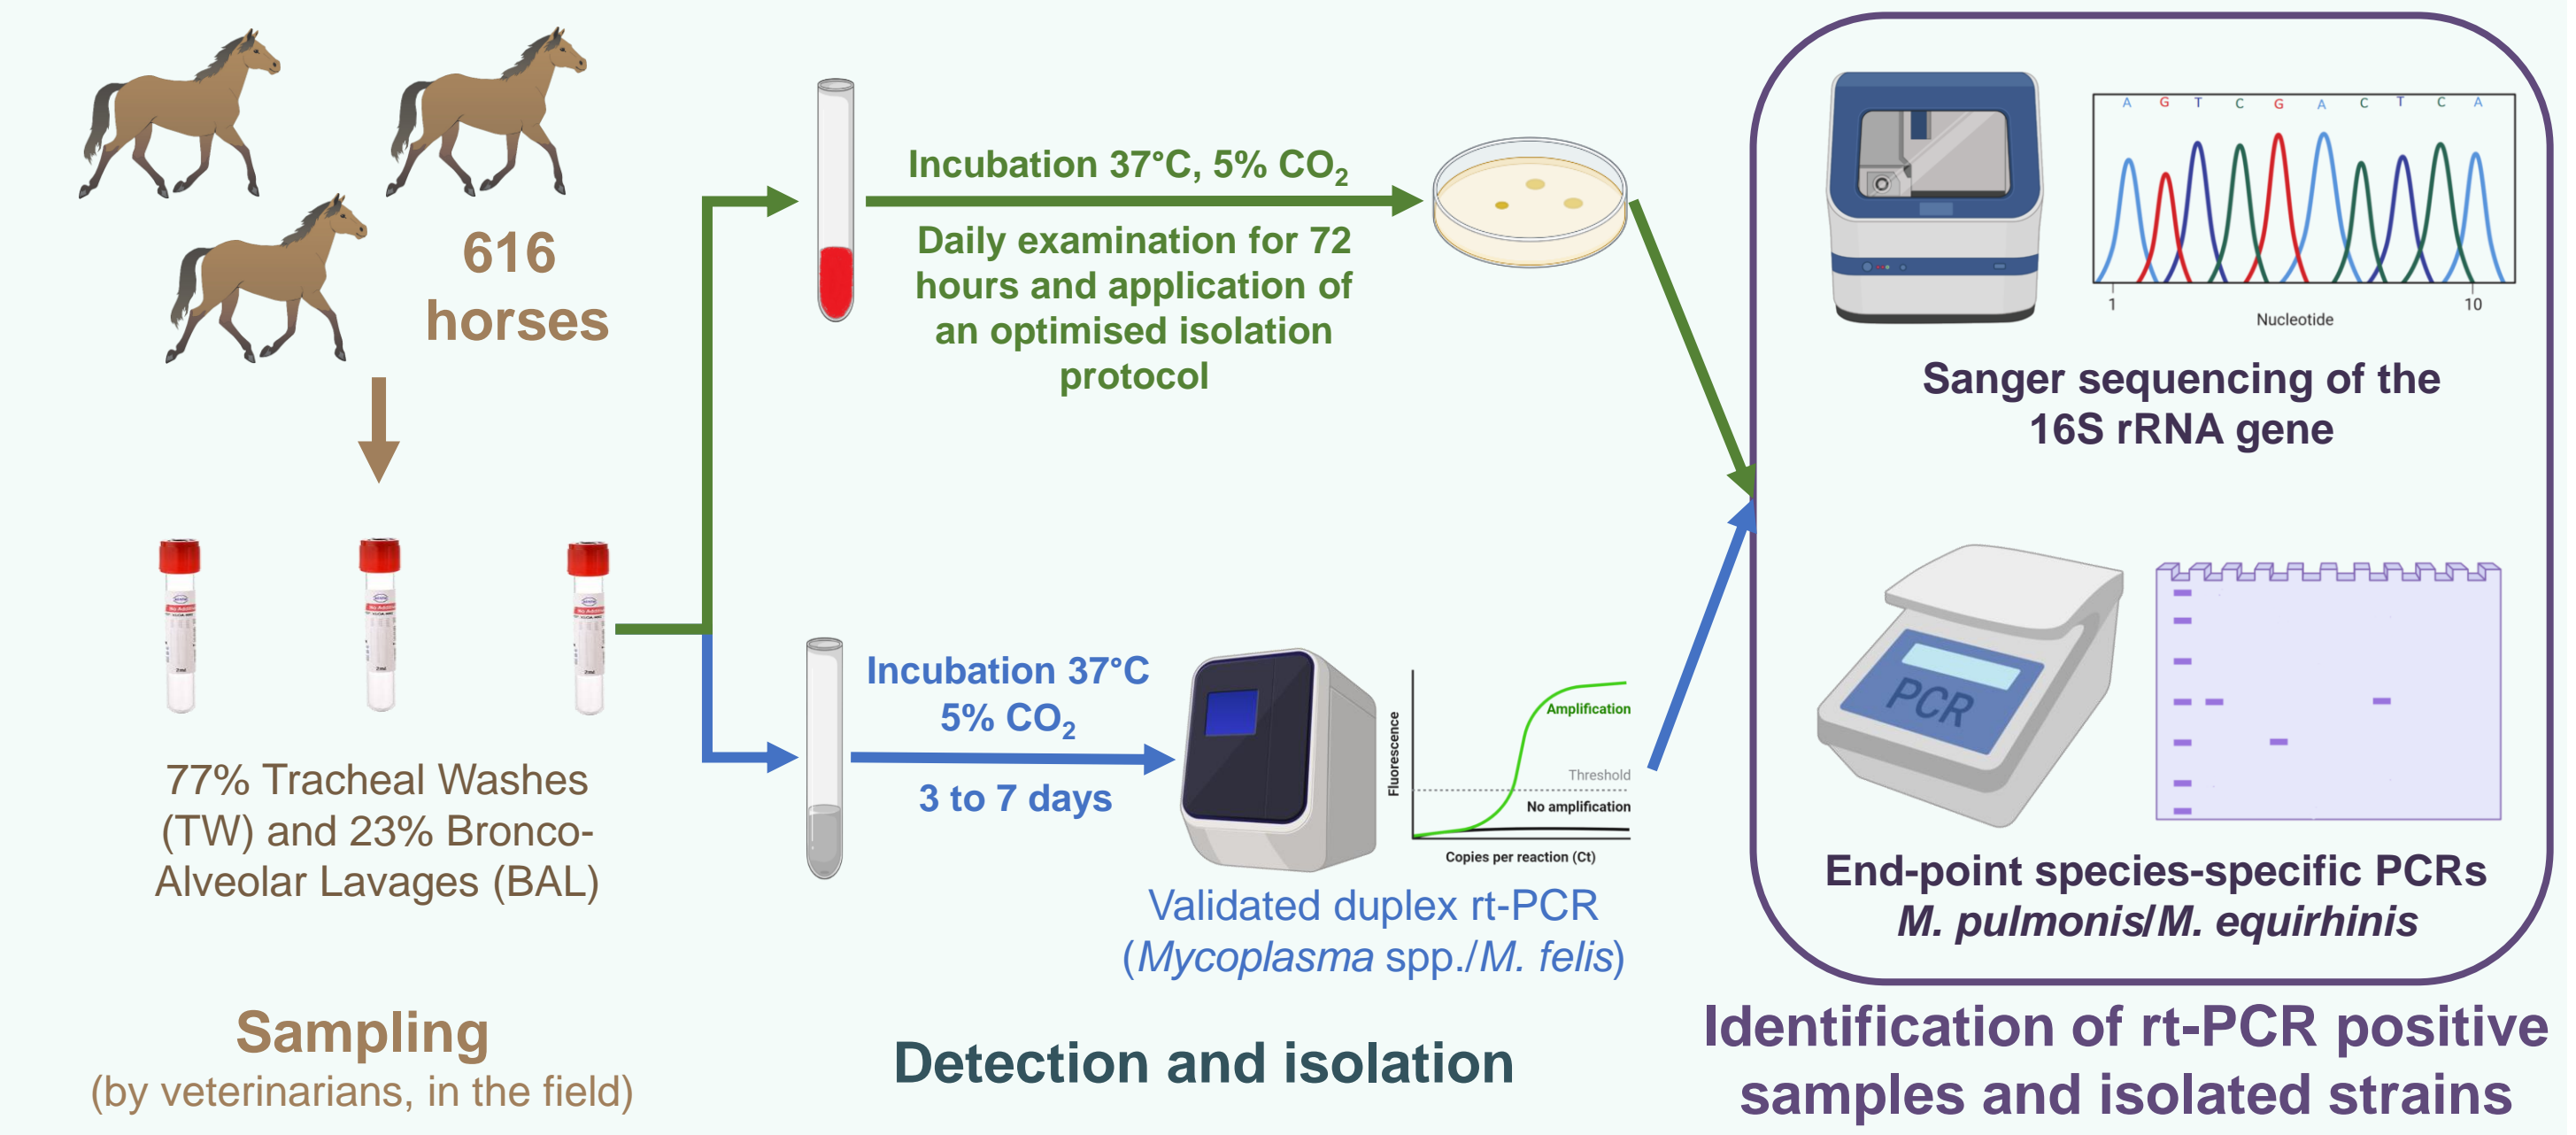 616
horses
77% Tracheal Washes
(TW) and 23% Bronco-
Alveolar Lavages (BAL)
Sampling
(by veterinarians, in the field)
Incubation 37°C, 5% CO₂
Daily examination for 72
hours and application of
an optimised isolation
protocol
Incubation 37°C
5% CO₂
3 to 7 days
Fluorescence
Amplification
Threshold
No amplification
Copies per reaction (Ct)
Validated duplex rt-PCR
(Mycoplasma spp./M. felis)
Detection and isolation
A G T C G A C T C A
1 10
Nucleotide
Sanger sequencing of the
16S rRNA gene
PCR
End-point species-specific PCRs
M. pulmonis/M. equirhinis
Identification of rt-PCR positive
samples and isolated strains